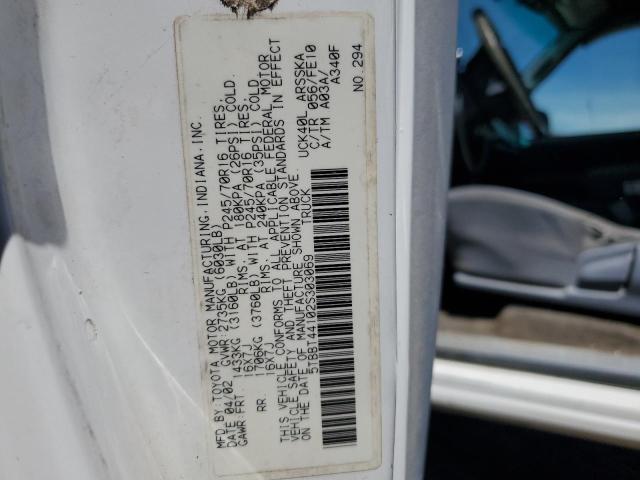 MFD BY TOYOTA MOTOR MANUFACTURING, INDIANA, INC.
DATE 04/02 GVWR 2735KG (6030LB)
GAWR FRT 1433KG (3160LB) WITH P245/70R16 TIRES,
16X7J RIMS, AT 180KPA (26PSI) COLD.
RR 1706KG (3760LB) WITH P245/70R16 TIRES,
16X7J RIMS, AT 240KPA (35PSI) COLD.
THIS VEHICLE CONFORMS TO ALL APPLICABLE FEDERAL MOTOR
VEHICLE SAFETY AND THEFT PREVENTION STANDARDS IN EFFECT
ON THE DATE OF MANUFACTURE SHOWN ABOVE.
5TBBT44102S303069 TRUCK
UCK40L ARSSKA
C/TR 056/FE10
A/TM A03A/
A340F
NO. 294